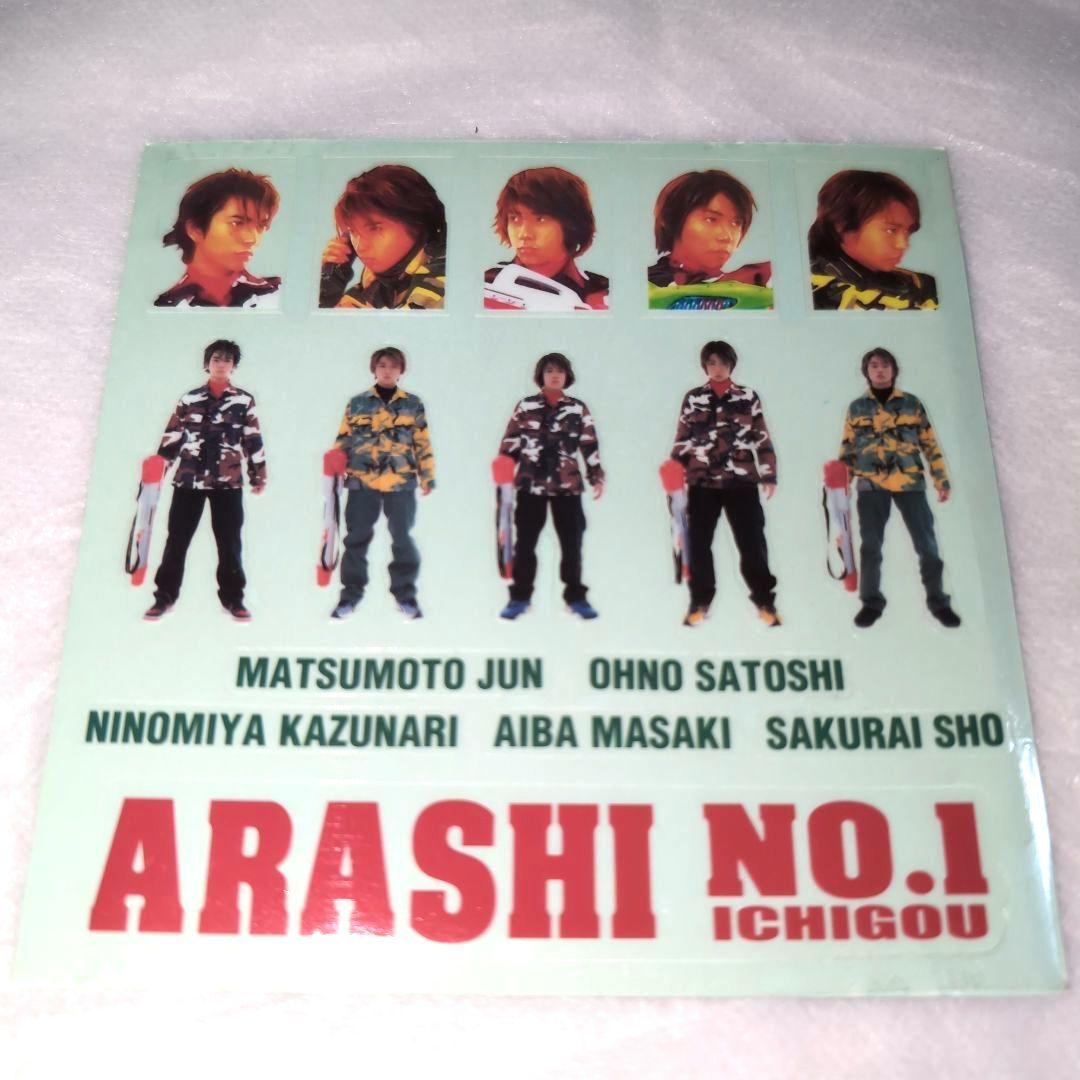 MATSUMOTO JUN OHNO SATOSHI
NINOMIYA KAZUNARI AIBA MASAKI SAKURAI SHO
ARASHI NO.1
ICHIGOU